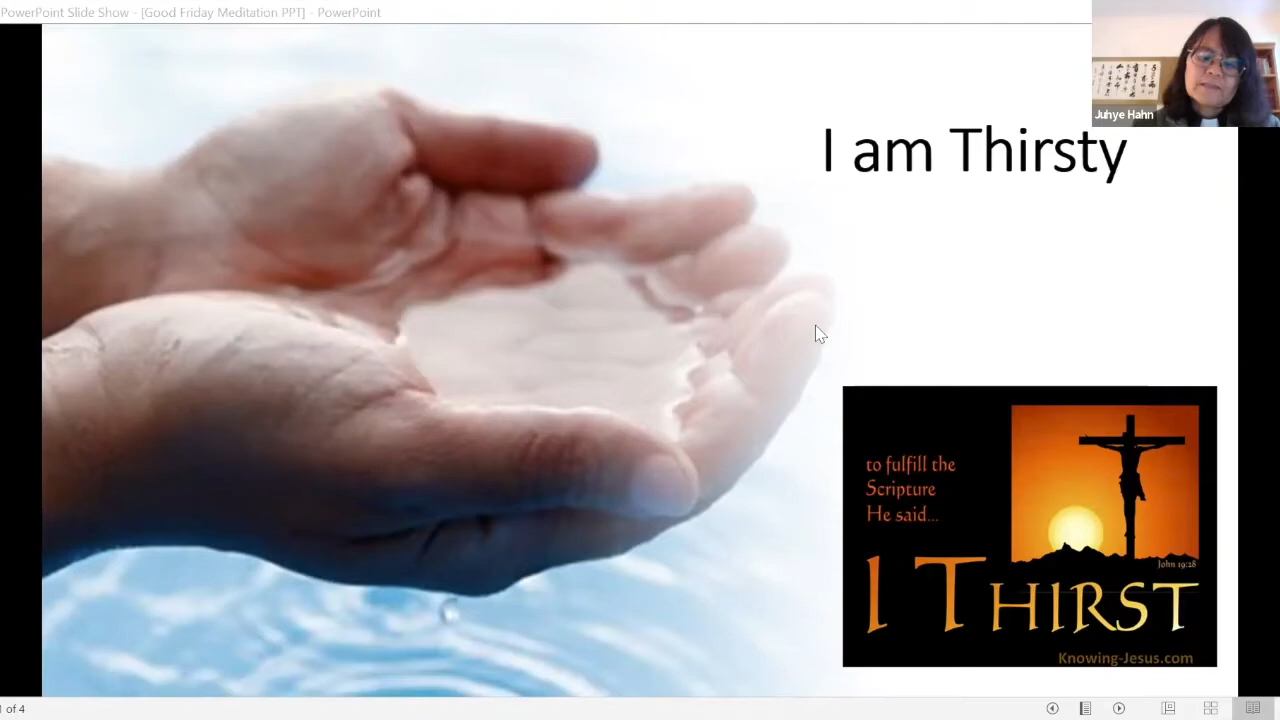 PowerPoint Slide Show - [Good Friday Meditation PPT] - PowerPoint
Juhye Hahn
I am Thirsty
to fulfill the
Scripture
He said...
John 19:28
I THIRST
Knowing-Jesus.com
of 4